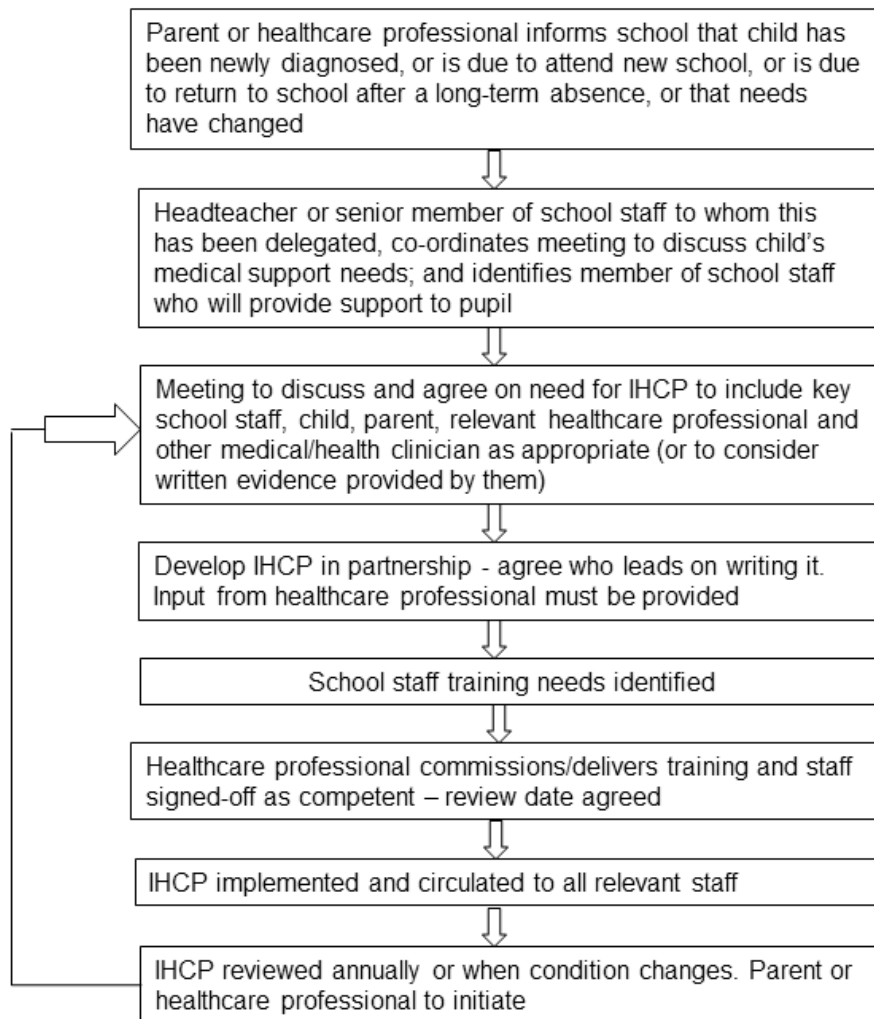 Parent or healthcare professional informs school that child has
been newly diagnosed, or is due to attend new school, or is due
to return to school after a long-term absence, or that needs
have changed
Headteacher or senior member of school staff to whom this
has been delegated, co-ordinates meeting to discuss child's
medical support needs; and identifies member of school staff
who will provide support to pupil
Meeting to discuss and agree on need for IHCP to include key
school staff, child, parent, relevant healthcare professional and
other medical/health clinician as appropriate (or to consider
written evidence provided by them)
Develop IHCP in partnership - agree who leads on writing it.
Input from healthcare professional must be provided
School staff training needs identified
Healthcare professional commissions/delivers training and staff
signed-off as competent – review date agreed
IHCP implemented and circulated to all relevant staff
IHCP reviewed annually or when condition changes. Parent or
healthcare professional to initiate